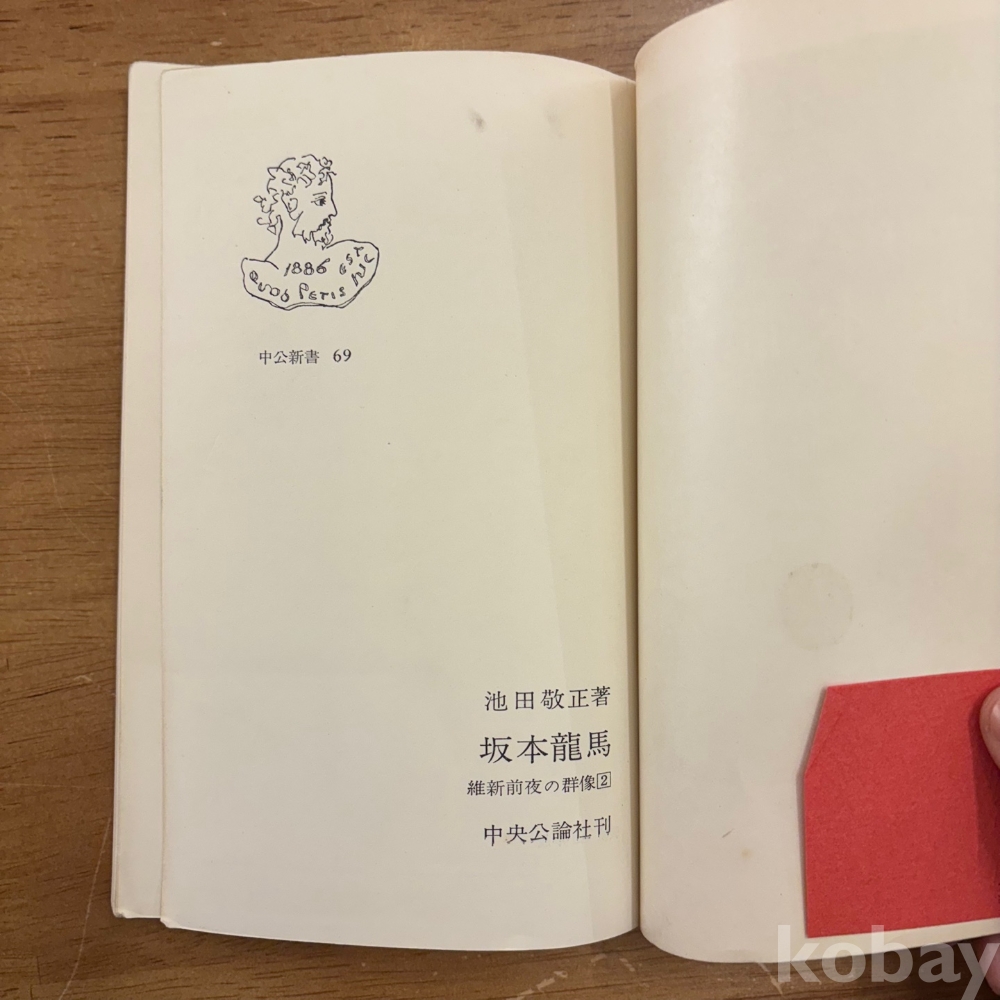 1886 EST
QUOD PETIS HIC
中公新書 69
池田敬正著
坂本龍馬
維新前夜の群像2
中央公論社刊
kobay